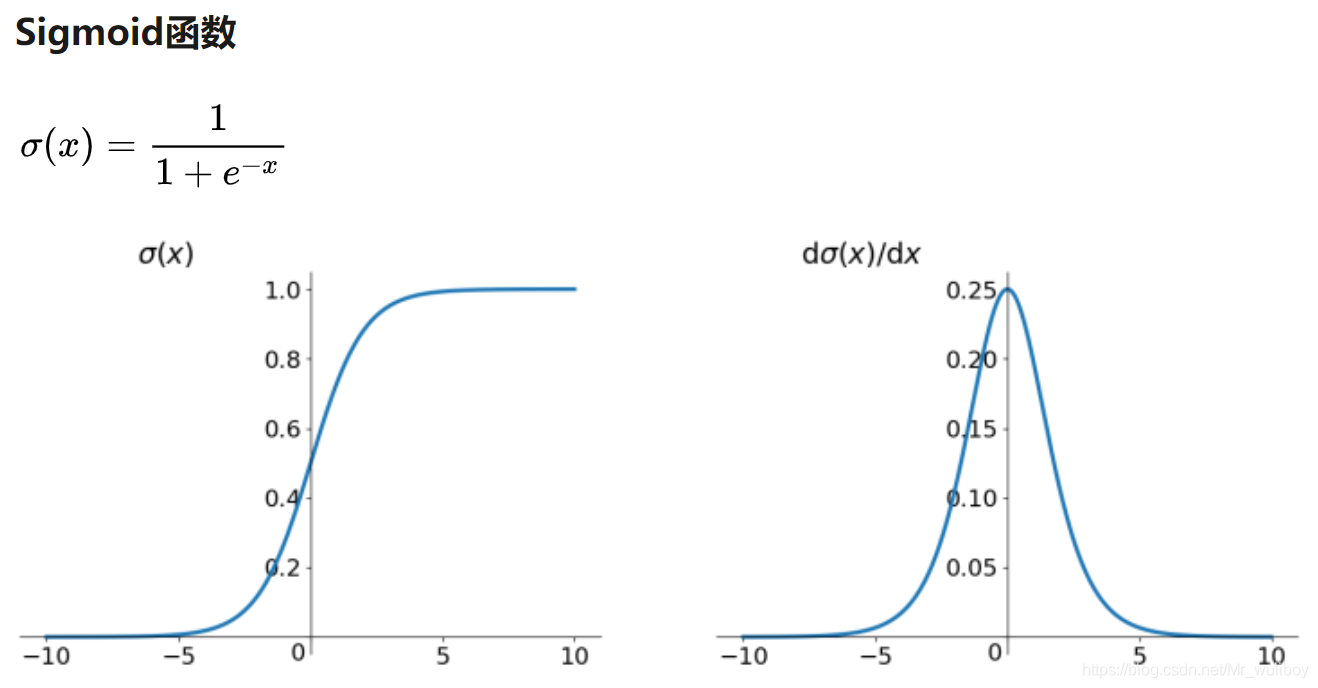 Sigmoid函数
σ(x) = 1 / (1 + e^{-x})
σ(x)
1.0
0.8
0.6
0.4
0.2
−10 −5 0 5 10
dσ(x)/dx
0.25
0.20
0.15
0.10
0.05
−10 −5 0 5 10
https://blog.csdn.net/Mr_wuliboy